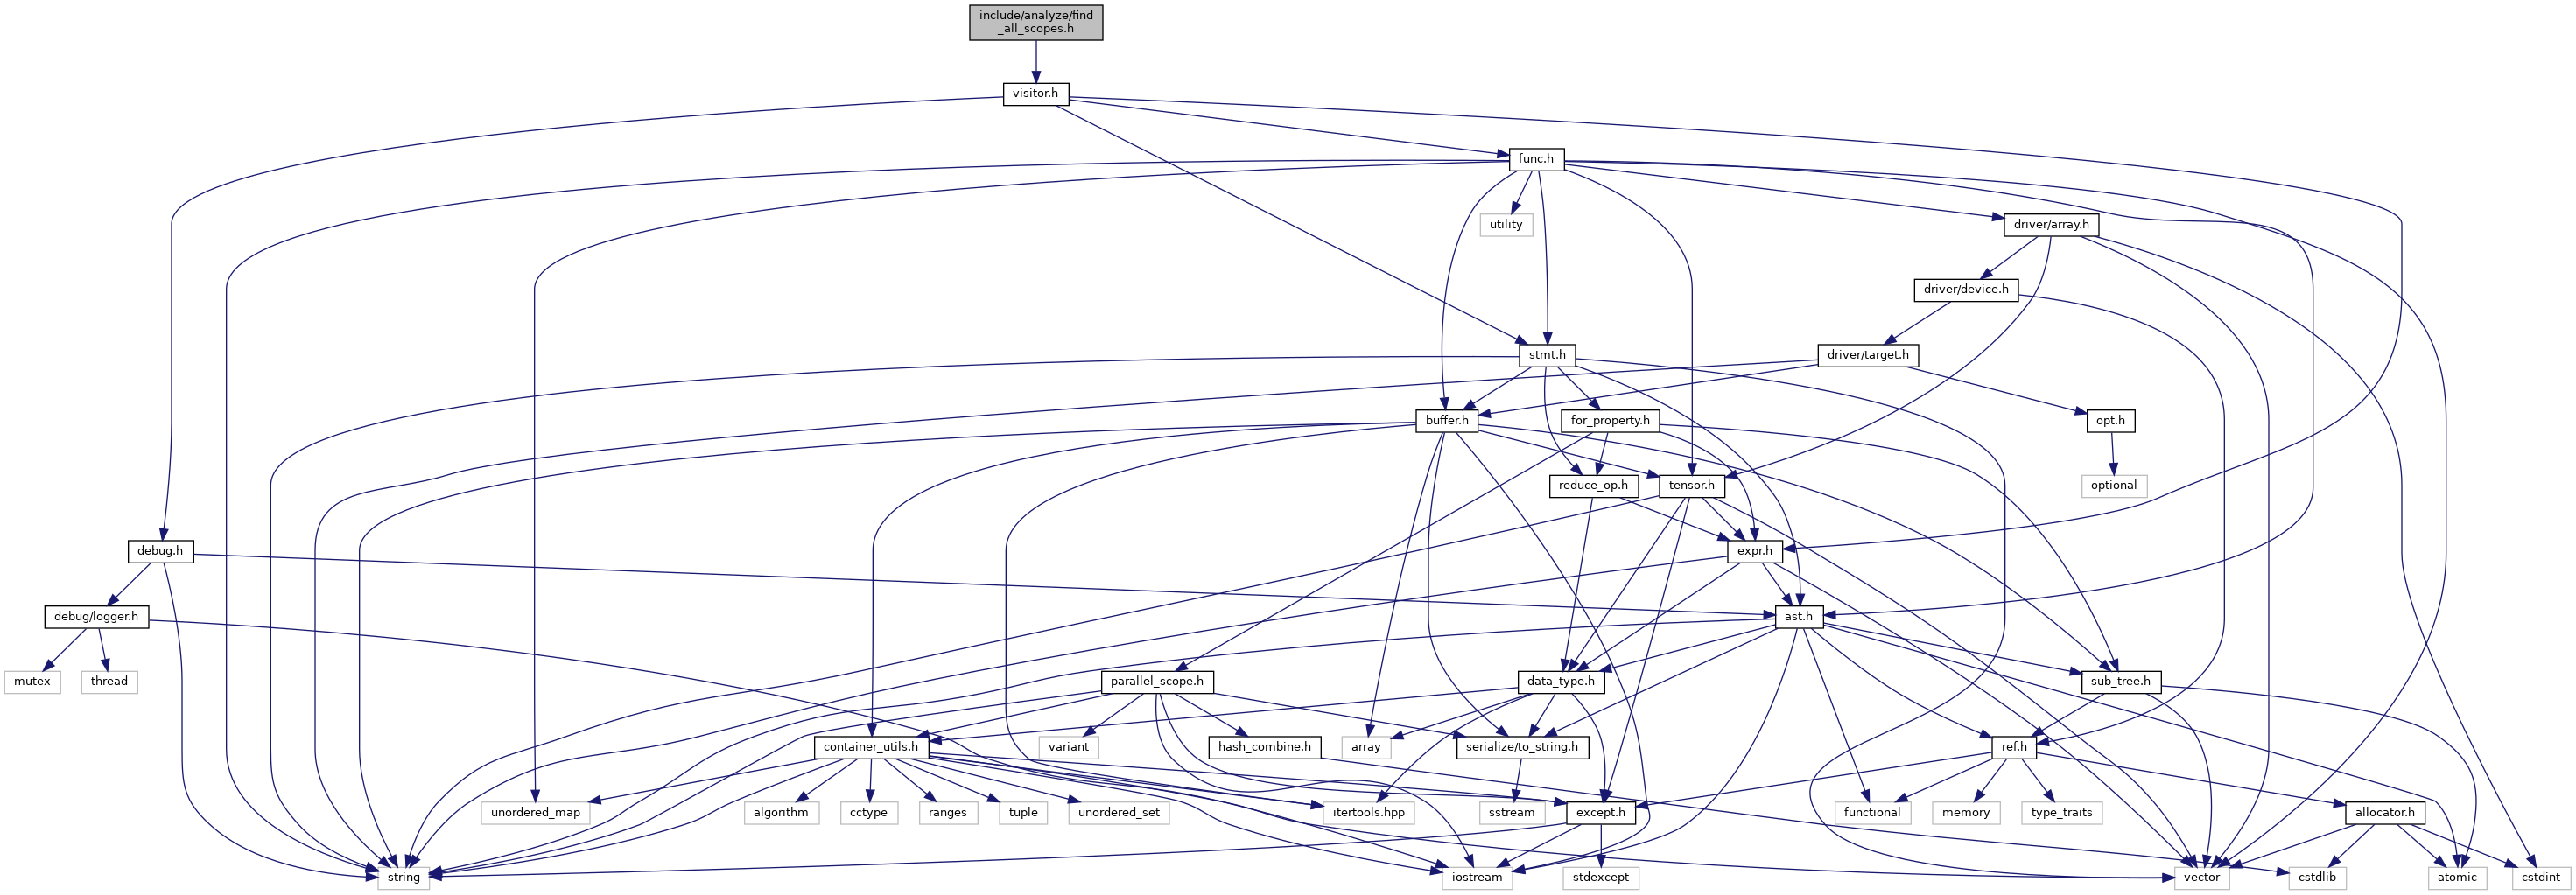 include/analyze/find
_all_scopes.h
visitor.h
func.h
utility
driver/array.h
driver/device.h
stmt.h
driver/target.h
buffer.h
for_property.h
opt.h
reduce_op.h
tensor.h
optional
debug.h
expr.h
debug/logger.h
ast.h
mutex
thread
parallel_scope.h
data_type.h
sub_tree.h
container_utils.h
variant
hash_combine.h
array
serialize/to_string.h
ref.h
unordered_map
algorithm
cctype
ranges
tuple
unordered_set
itertools.hpp
sstream
except.h
functional
memory
type_traits
allocator.h
string
iostream
stdexcept
vector
cstdlib
atomic
cstdint